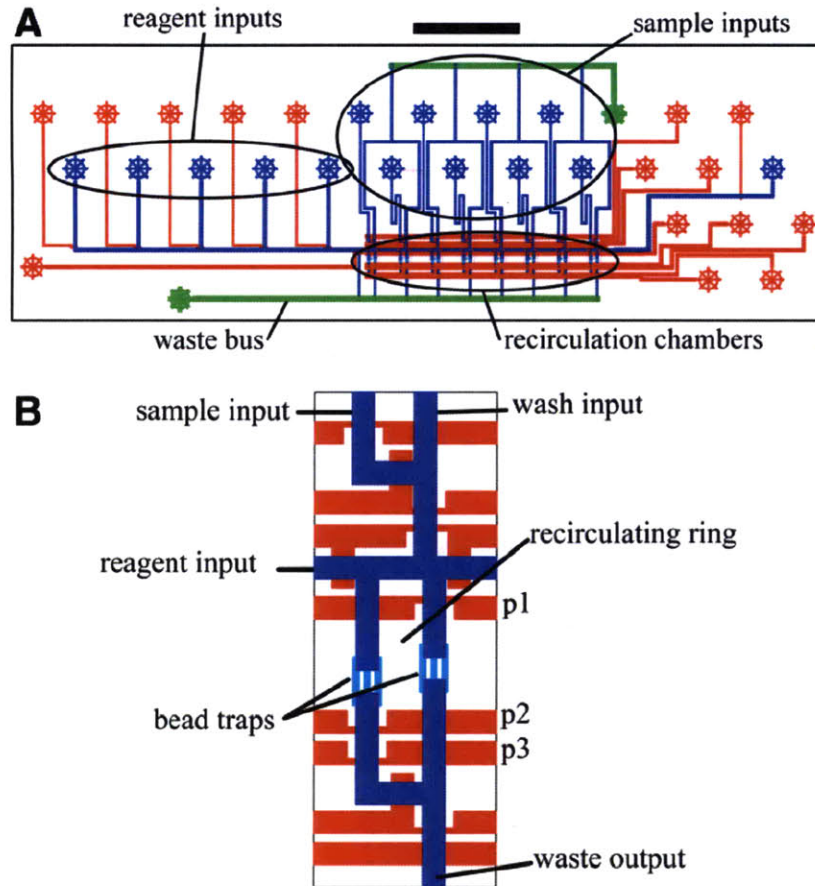 A
reagent inputs
sample inputs
waste bus
recirculation chambers
B
sample input
wash input
recirculating ring
reagent input
p1
bead traps
p2
p3
waste output